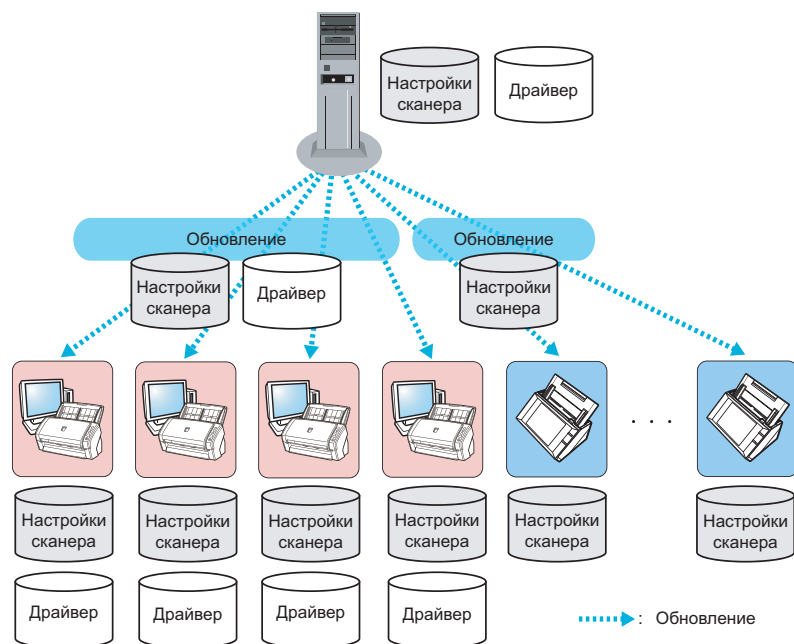 Настройки
сканера
Драйвер
Обновление
Обновление
Настройки
сканера
Драйвер
Настройки
сканера
. . .
Настройки
сканера
Настройки
сканера
Настройки
сканера
Настройки
сканера
Настройки
сканера
Настройки
сканера
Драйвер
Драйвер
Драйвер
Драйвер
: Обновление